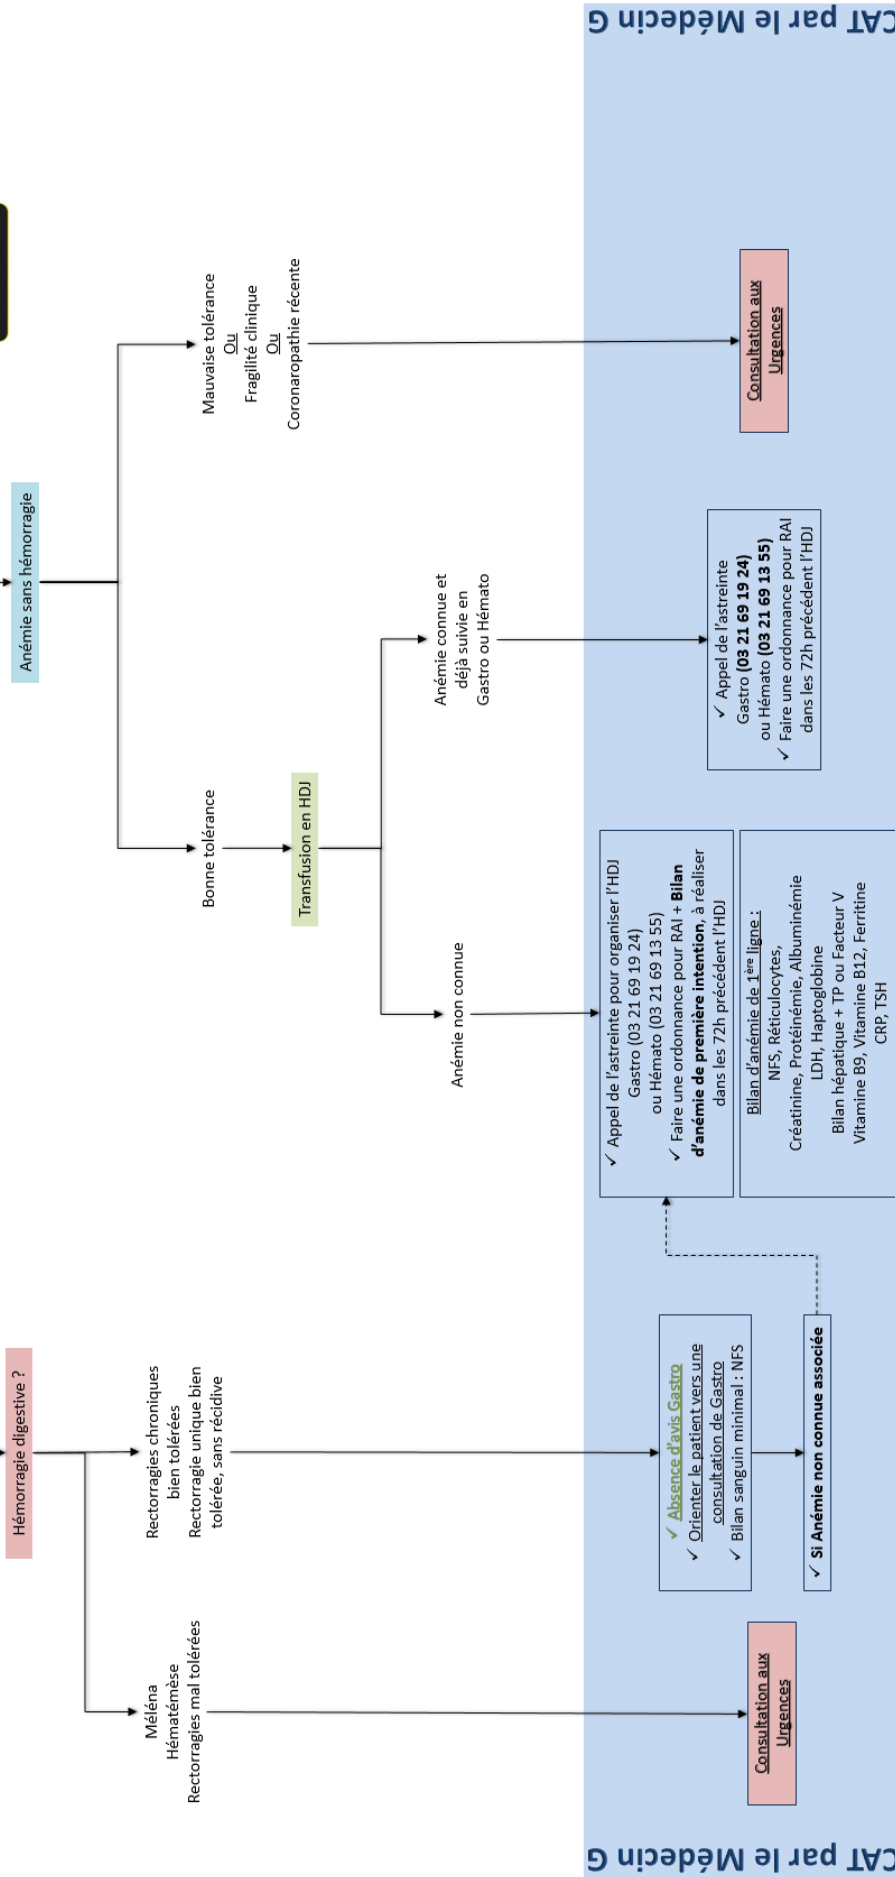 Hémorragie digestive ?
Méléna
Hématémèse
Rectorragies mal tolérées
Rectorragies chroniques
bien tolérées
Rectorragie unique bien
tolérée, sans récidive
Consultation aux
Urgences
✓ Absence d'avis Gastro
✓ Orienter le patient vers une
consultation de Gastro
✓ Bilan sanguin minimal : NFS
✓ Si Anémie non connue associée
Anémie sans hémorragie
Bonne tolérance
Transfusion en HDJ
Anémie non connue
Anémie connue et
déjà suivie en
Gastro ou Hémato
Mauvaise tolérance
Ou
Fragilité clinique
Ou
Coronaropathie récente
✓ Appel de l'astreinte pour organiser l'HDJ
Gastro (03 21 69 19 24)
ou Hémato (03 21 69 13 55)
✓ Faire une ordonnance pour RAI + Bilan
d'anémie de première intention, à réaliser
dans les 72h précédent l'HDJ
Bilan d'anémie de 1ère ligne :
NFS, Réticulocytes,
Créatinine, Protéinémie, Albuminémie
LDH, Haptoglobine
Bilan hépatique + TP ou Facteur V
Vitamine B9, Vitamine B12, Ferritine
CRP, TSH
✓ Appel de l'astreinte
Gastro (03 21 69 19 24)
ou Hémato (03 21 69 13 55)
✓ Faire une ordonnance pour RAI
dans les 72h précédent l'HDJ
Consultation aux
Urgences
CAT par le Médecin G
CAT par le Médecin G